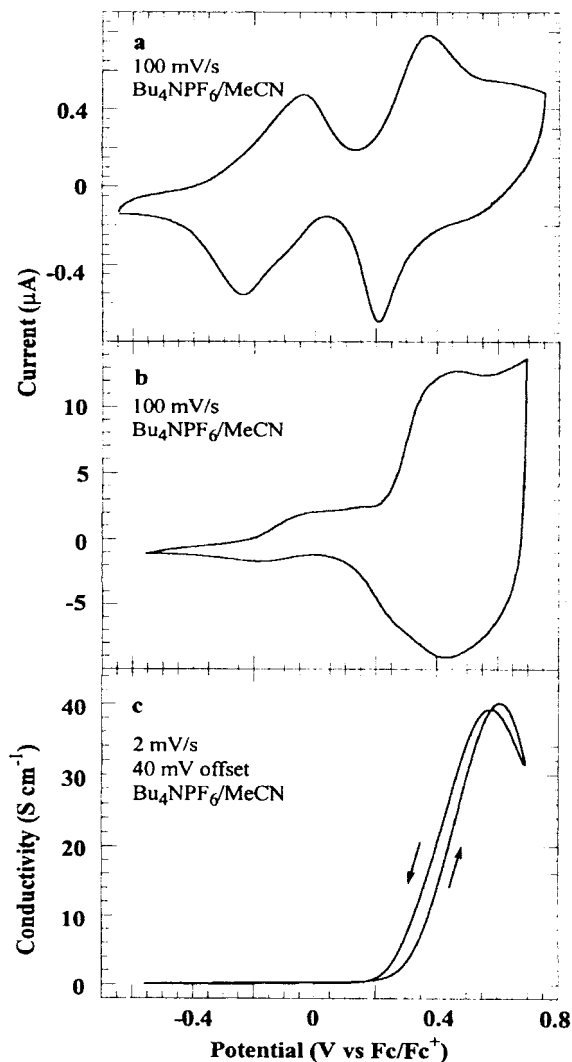 a
100 mV/s
Bu₄NPF₆/MeCN
0.4
0
-0.4
Current (μA)
b
100 mV/s
Bu₄NPF₆/MeCN
10
5
0
-5
c
2 mV/s
40 mV offset
Bu₄NPF₆/MeCN
40
30
20
10
0
Conductivity (S cm⁻¹)
-0.4 0 0.4 0.8
Potential (V vs Fc/Fc⁺)